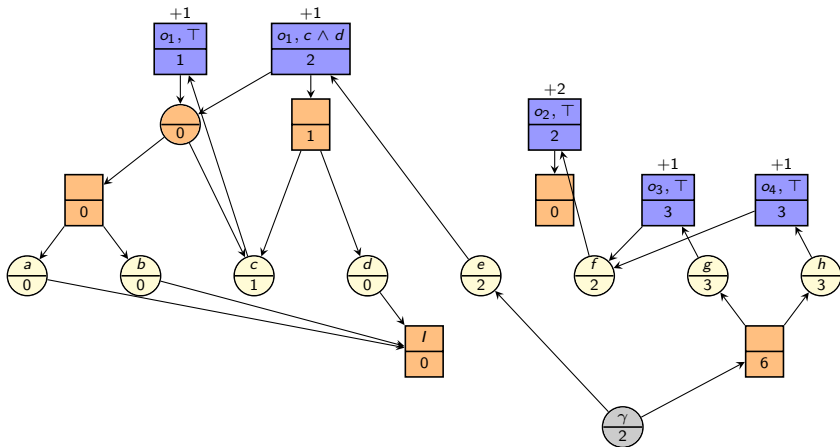 +1 +1
o₁, ⊤ o₁, c ∧ d
1 2
+2
o₂, ⊤
0 1 2
+1 +1
o₃, ⊤ o₄, ⊤
0 0 3 3
a b c d e f g h
0 0 1 0 2 2 3 3
I
0 6
γ
2